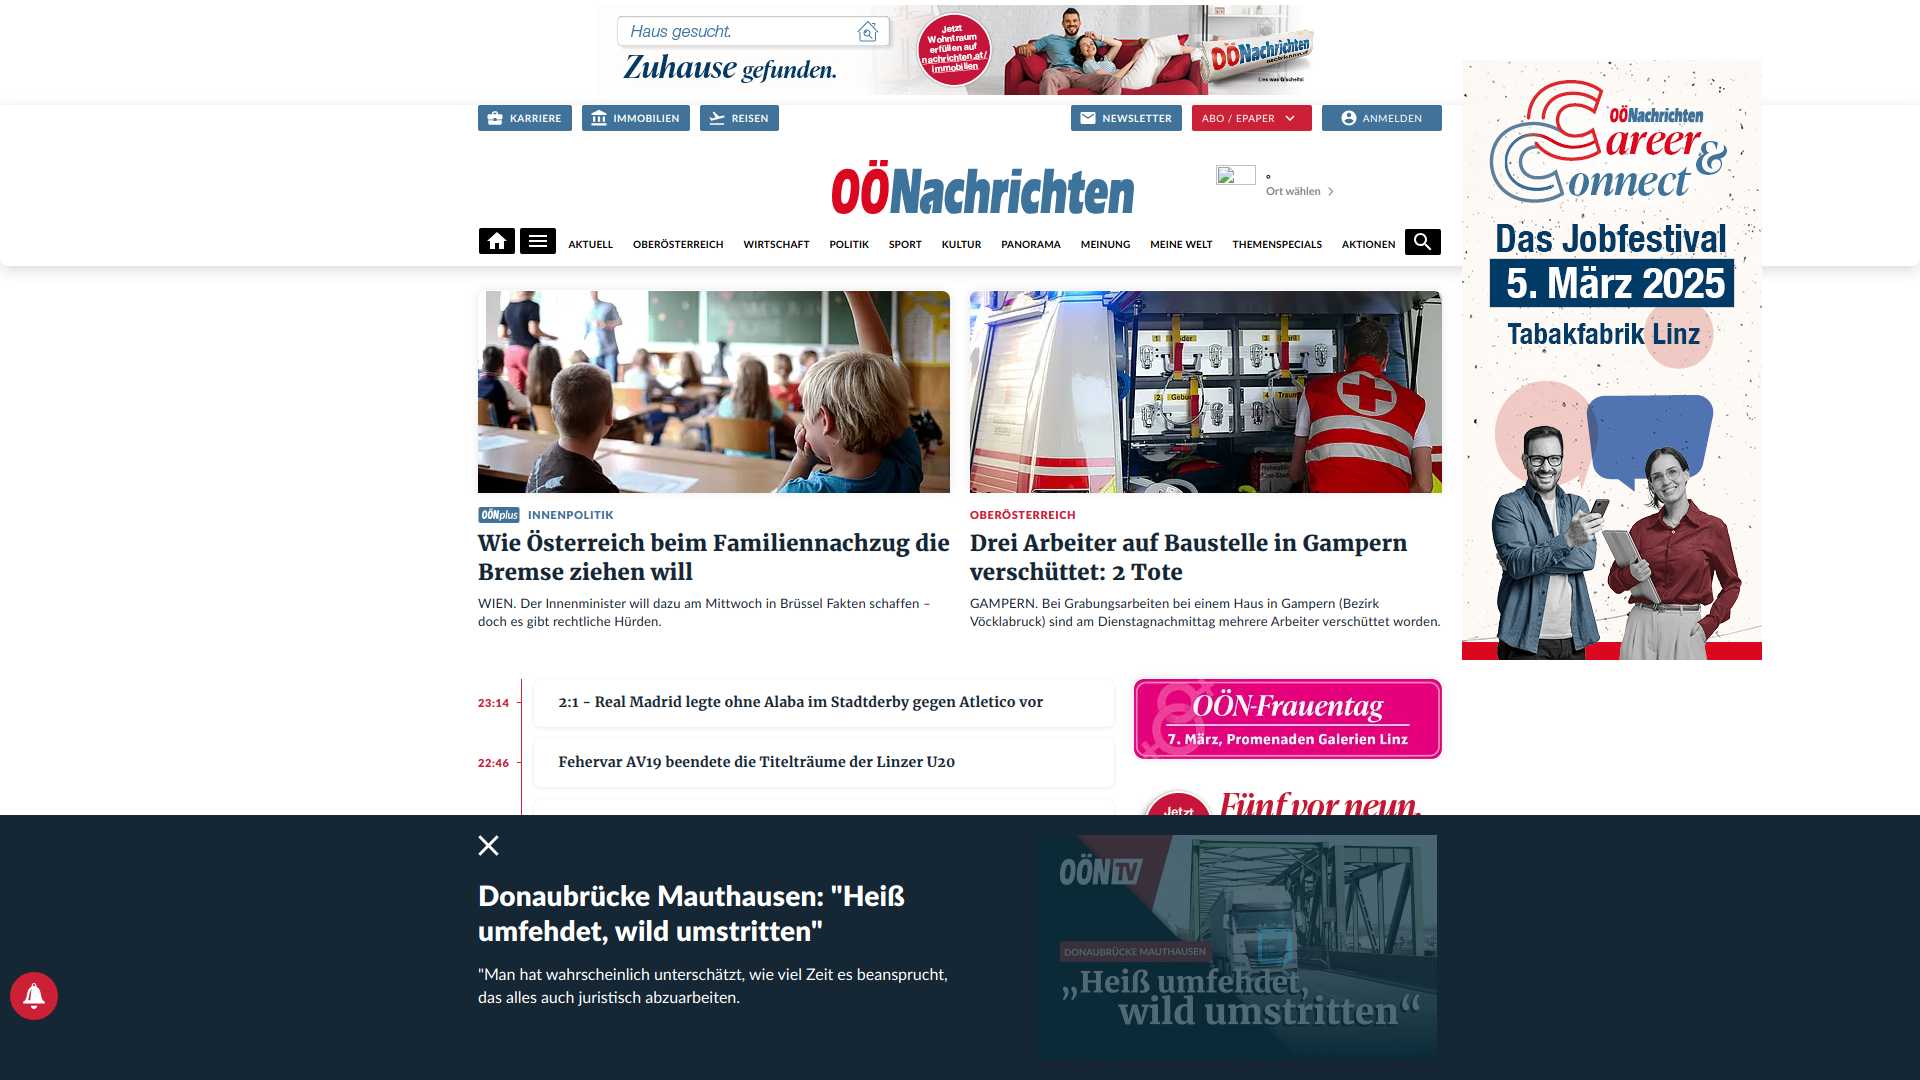 Haus gesucht.
Zuhause gefunden.
Jetzt
Wohntraum
erfüllen auf
nachrichten.at/
immobilien
OÖNachrichten
Lies was G'scheits!
KARRIERE
IMMOBILIEN
REISEN
NEWSLETTER
ABO / EPAPER
ANMELDEN
OÖNachrichten
°
Ort wählen
AKTUELL
OBERÖSTERREICH
WIRTSCHAFT
POLITIK
SPORT
KULTUR
PANORAMA
MEINUNG
MEINE WELT
THEMENSPECIALS
AKTIONEN
OÖNachrichten
Career &
Connect
Das Jobfestival
5. März 2025
Tabakfabrik Linz
OÖNplus INNENPOLITIK
Wie Österreich beim Familiennachzug die
Bremse ziehen will
WIEN. Der Innenminister will dazu am Mittwoch in Brüssel Fakten schaffen –
doch es gibt rechtliche Hürden.
OBERÖSTERREICH
Drei Arbeiter auf Baustelle in Gampern
verschüttet: 2 Tote
GAMPERN. Bei Grabungsarbeiten bei einem Haus in Gampern (Bezirk
Vöcklabruck) sind am Dienstagnachmittag mehrere Arbeiter verschüttet worden.
23:14
2:1 - Real Madrid legte ohne Alaba im Stadtderby gegen Atletico vor
22:46
Fehervar AV19 beendete die Titelträume der Linzer U20
OÖN-Frauentag
7. März, Promenaden Galerien Linz
Jetzt
Fünf vor neun.
Donaubrücke Mauthausen: "Heiß
umfehdet, wild umstritten"
"Man hat wahrscheinlich unterschätzt, wie viel Zeit es beansprucht,
das alles auch juristisch abzuarbeiten.
OÖN TV
DONAUBRÜCKE MAUTHAUSEN
„Heiß umfehdet,
wild umstritten“